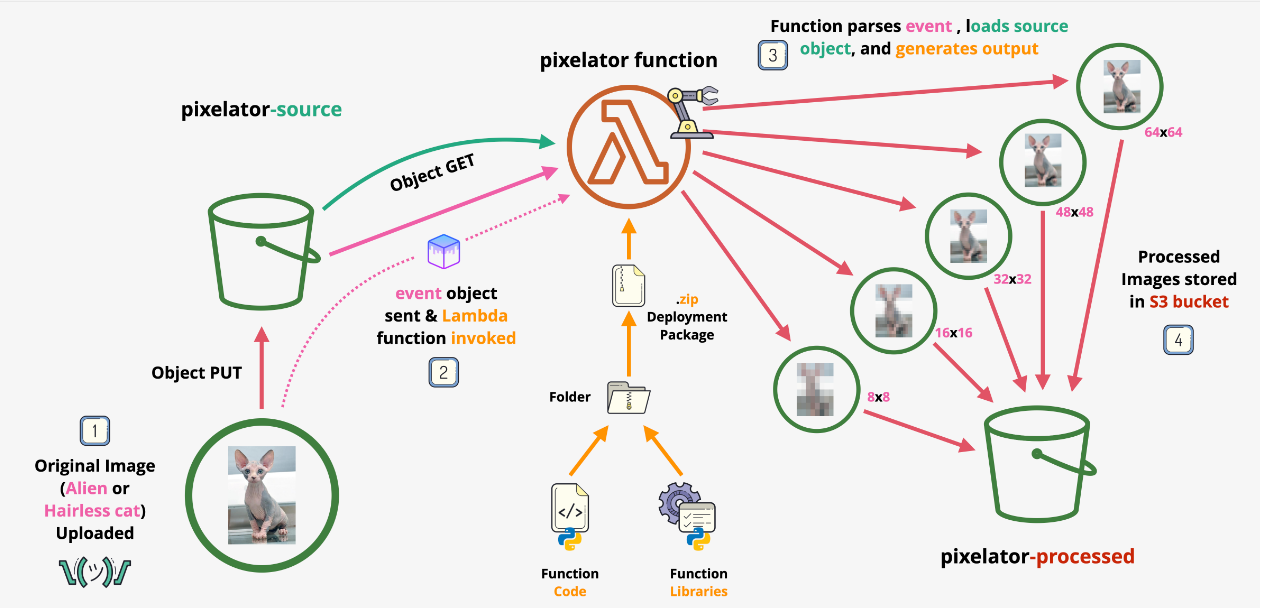 Function parses event , loads source
object, and generates output
3
pixelator function
64x64
pixelator-source
Object GET
48x48
32x32
Processed
Images stored
in S3 bucket
4
event object
sent & Lambda
function invoked
2
.zip
Deployment
Package
16x16
Object PUT
Folder
8x8
1
Original Image
(Alien or
Hairless cat)
Uploaded
¯\_(ツ)_/¯
</>
Function
Code
Function
Libraries
pixelator-processed